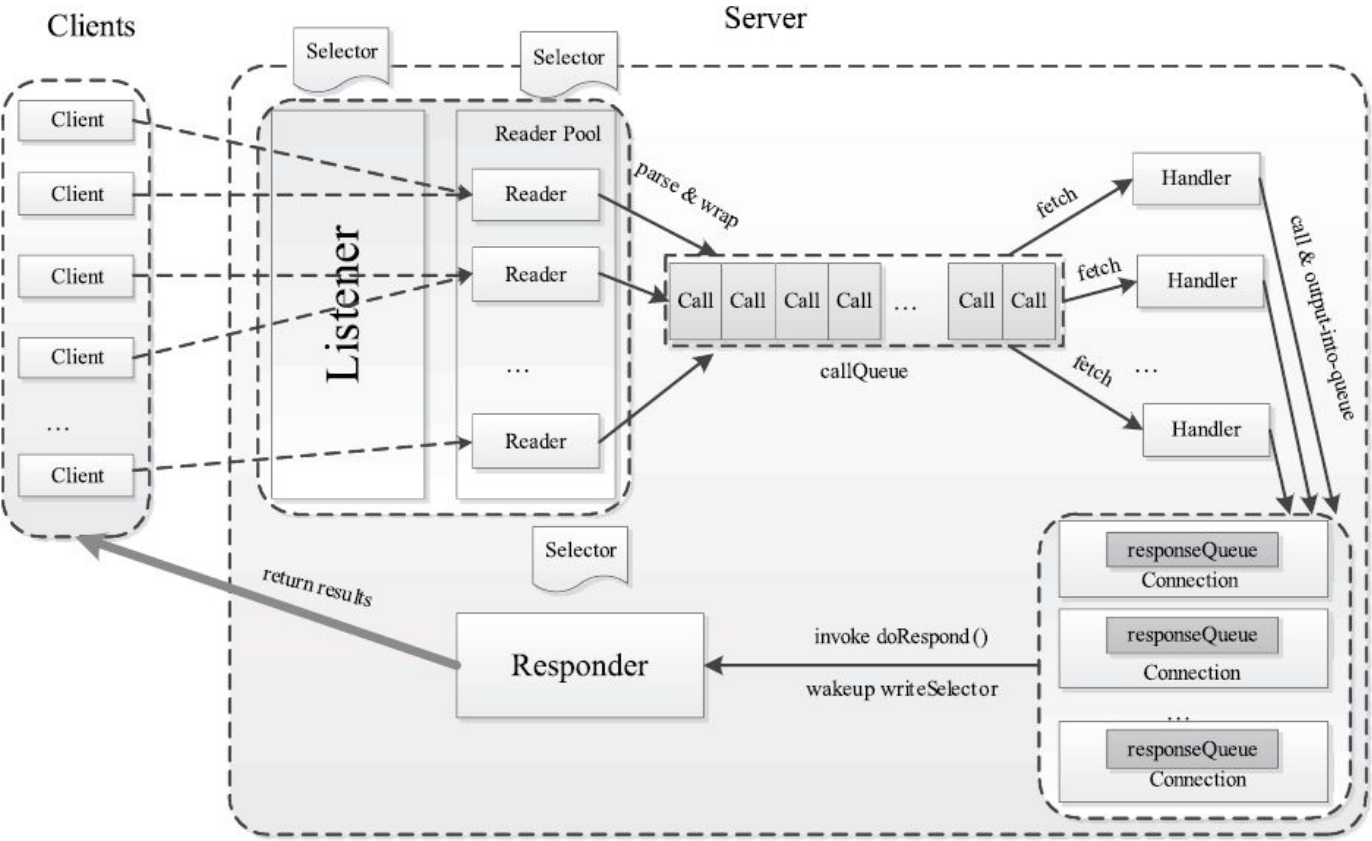 Clients
Server
Selector
Selector
Client
Client
Client
Client
...
Client
Listener
Reader Pool
Reader
Reader
...
Reader
parse & wrap
Call Call Call Call ... Call Call
callQueue
fetch
fetch
fetch
Handler
Handler
...
Handler
call & output-into-queue
responseQueue
Connection
responseQueue
Connection
...
responseQueue
Connection
invoke doRespond()
wakeup writeSelector
Selector
Responder
return results